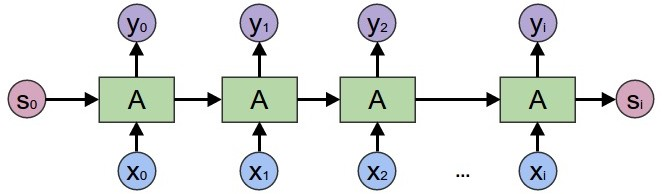 y₀ y₁ y₂ yᵢ
s₀ A A A A sᵢ
x₀ x₁ x₂ ... xᵢ